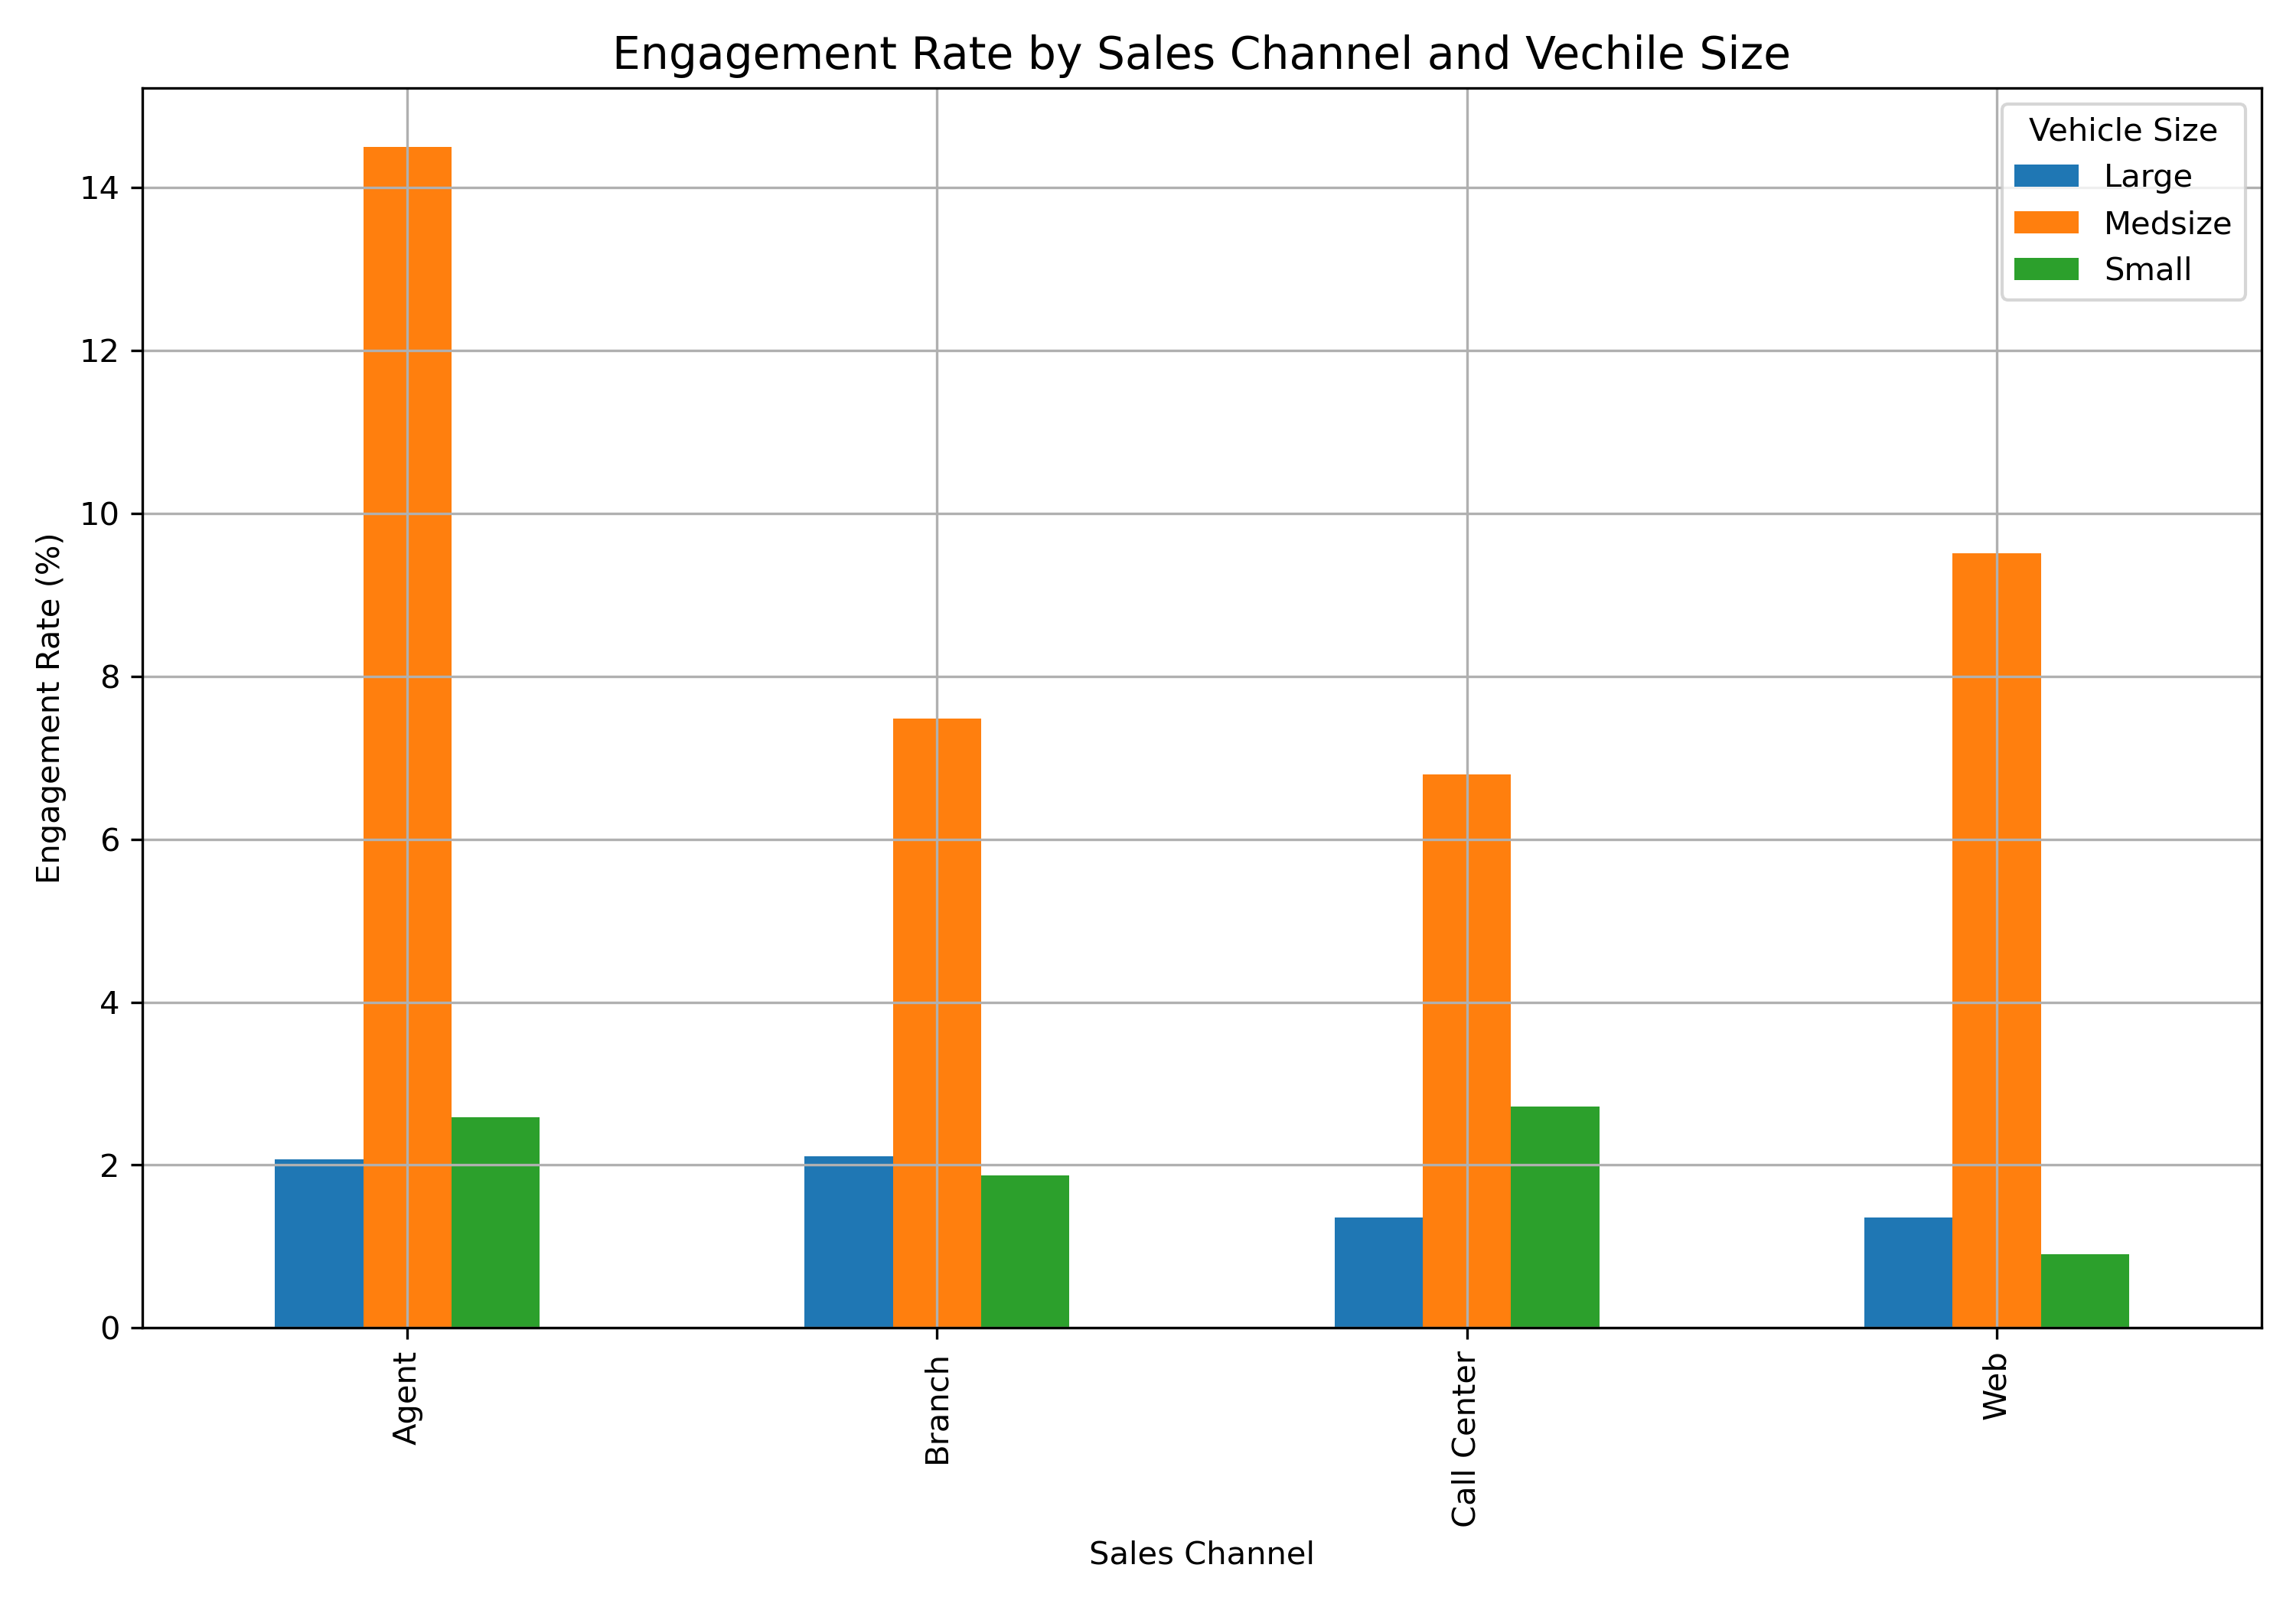 Engagement Rate by Sales Channel and Vechile Size
Vehicle Size
Large
Medsize
Small
Engagement Rate (%)
14
12
10
8
6
4
2
0
Agent
Branch
Call Center
Web
Sales Channel